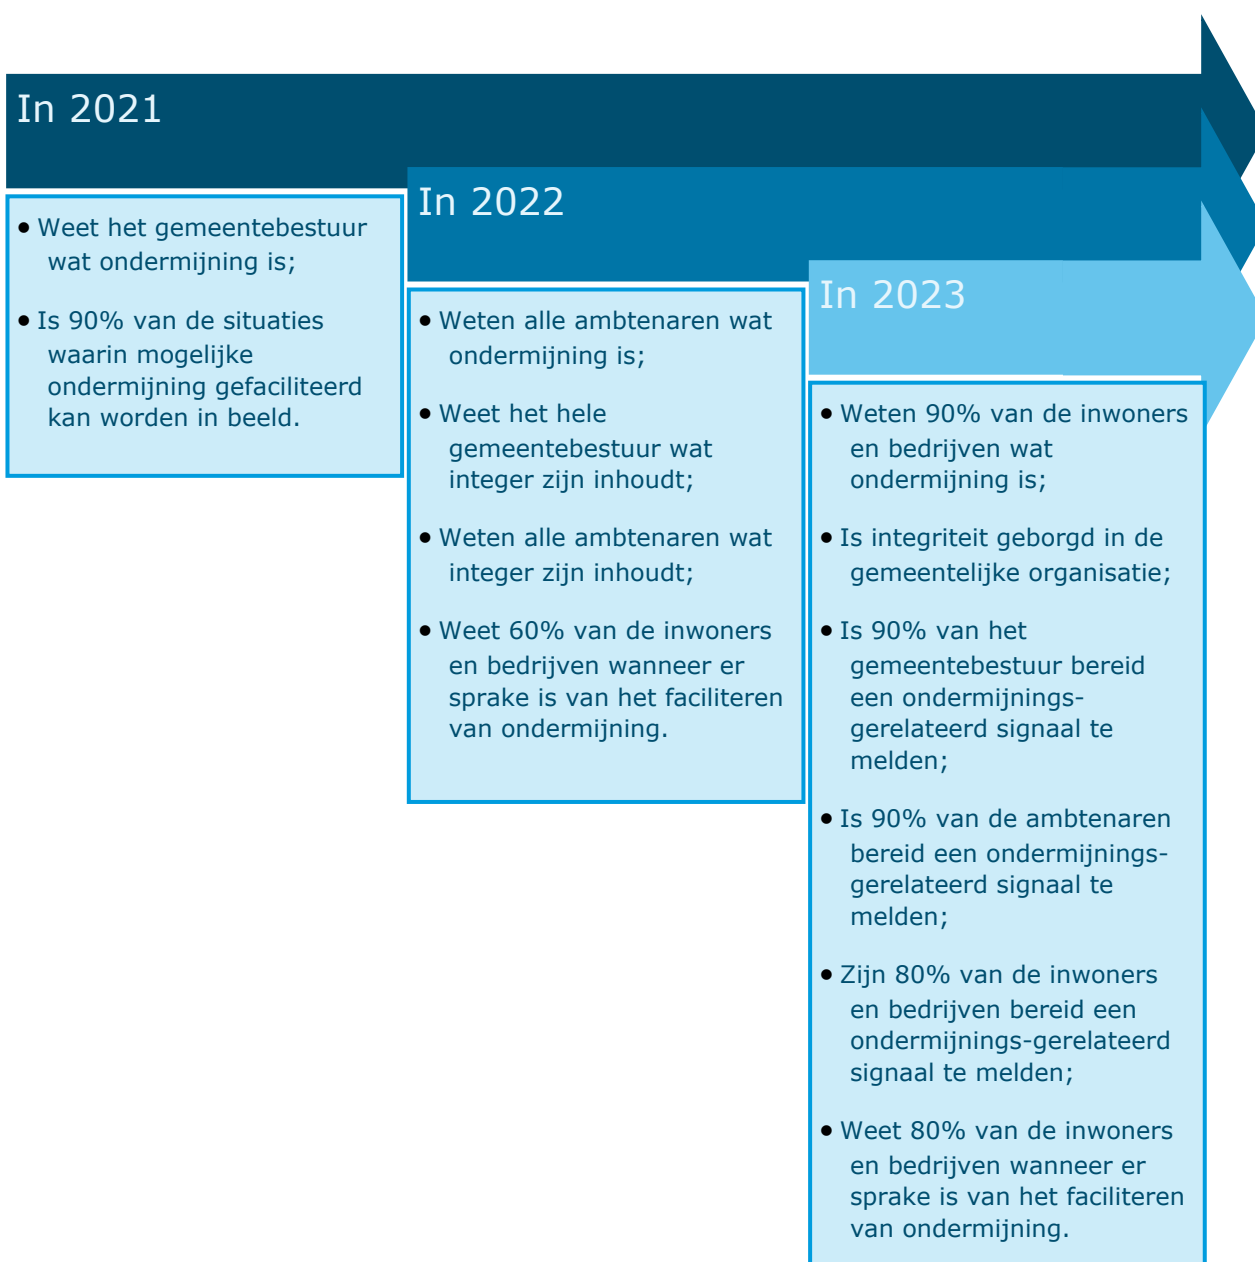 In 2021
• Weet het gemeentebestuur
wat ondermijning is;
• Is 90% van de situaties
waarin mogelijke
ondermijning gefaciliteerd
kan worden in beeld.
In 2022
• Weten alle ambtenaren wat
ondermijning is;
• Weet het hele
gemeentebestuur wat
integer zijn inhoudt;
• Weten alle ambtenaren wat
integer zijn inhoudt;
• Weet 60% van de inwoners
en bedrijven wanneer er
sprake is van het faciliteren
van ondermijning.
In 2023
• Weten 90% van de inwoners
en bedrijven wat
ondermijning is;
• Is integriteit geborgd in de
gemeentelijke organisatie;
• Is 90% van het
gemeentebestuur bereid
een ondermijnings-
gerelateerd signaal te
melden;
• Is 90% van de ambtenaren
bereid een ondermijnings-
gerelateerd signaal te
melden;
• Zijn 80% van de inwoners
en bedrijven bereid een
ondermijnings-gerelateerd
signaal te melden;
• Weet 80% van de inwoners
en bedrijven wanneer er
sprake is van het faciliteren
van ondermijning.